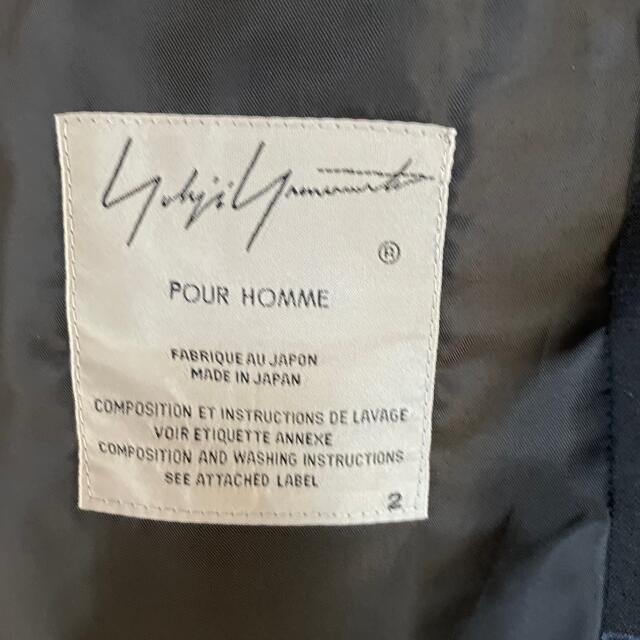 Yohji Yamamoto
®
POUR HOMME
FABRIQUE AU JAPON
MADE IN JAPAN
COMPOSITION ET INSTRUCTIONS DE LAVAGE
VOIR ETIQUETTE ANNEXE
COMPOSITION AND WASHING INSTRUCTIONS
SEE ATTACHED LABEL
2